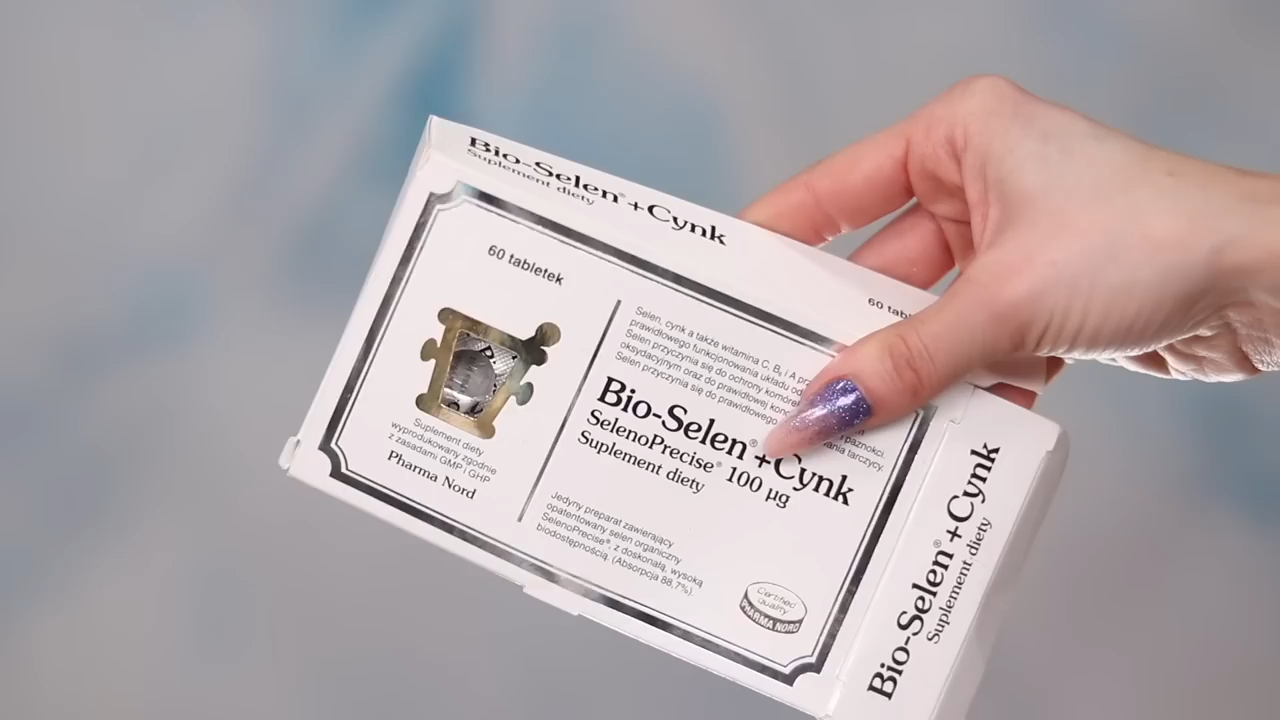 Bio-Selen®+Cynk
Suplement diety
60 tabl
60 tabletek
Suplement diety
wyprodukowany zgodnie
z zasadami GMP i GHP
Pharma Nord
Selen, cynk a także witamina C, B₆ i A pr
prawidłowego funkcjonowania układu od
Selen przyczynia się do ochrony komórek
oksydacyjnym oraz do prawidłowej kon
i paznokci.
Selen przyczynia się do prawidłowego
tarczycy.
Bio-Selen®+Cynk
SelenoPrecise® 100 µg
Suplement diety
Jedyny preparat zawierający
opatentowany selen organiczny
SelenoPrecise®, z doskonałą, wysoką
biodostępnością. (Absorpcja 88,7%).
Certified
Quality
PHARMA NORD
Bio-Selen®+Cynk
Suplement diety